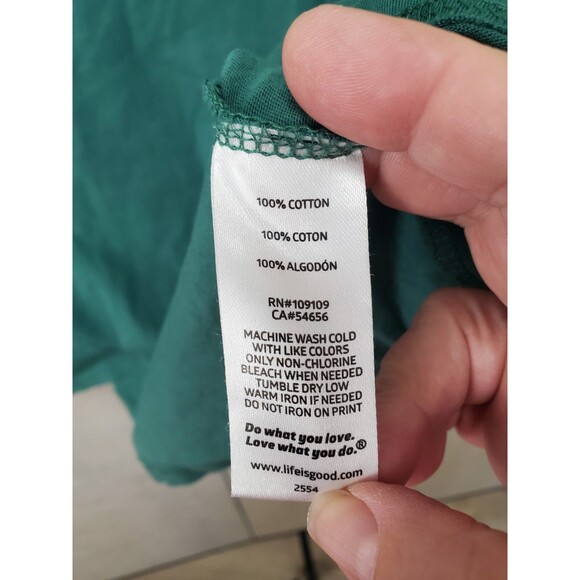 100% COTTON
100% COTON
100% ALGODÓN
RN#109109
CA#54656
MACHINE WASH COLD
WITH LIKE COLORS
ONLY NON-CHLORINE
BLEACH WHEN NEEDED
TUMBLE DRY LOW
WARM IRON IF NEEDED
DO NOT IRON ON PRINT
Do what you love.
Love what you do.®
www.lifeisgood.com
2554